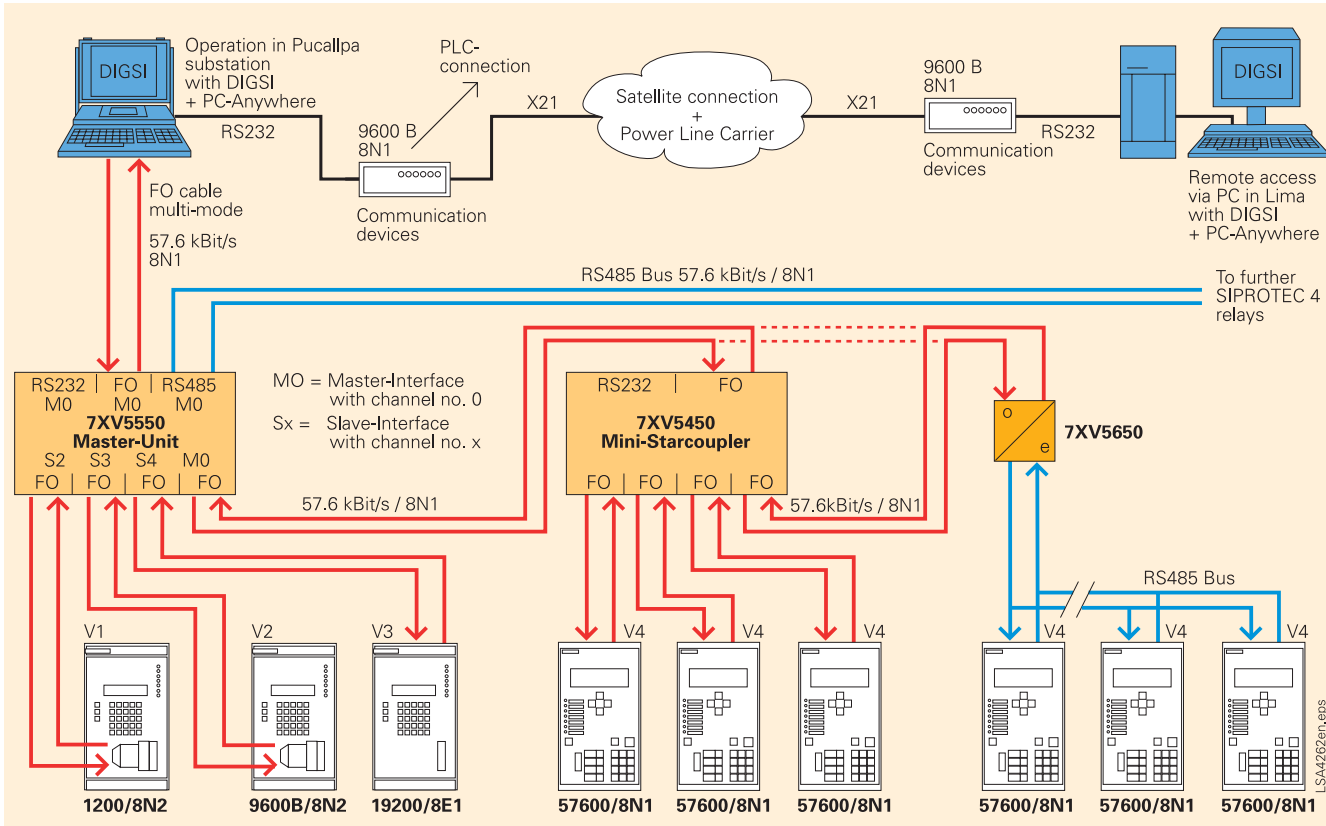 DIGSI
Operation in Pucallpa
substation
with DIGSI
+ PC-Anywhere
RS232
PLC-
connection
9600 B
8N1
Communication
devices
X21
Satellite connection
+
Power Line Carrier
X21
9600 B
8N1
RS232
Communication
devices
DIGSI
Remote access
via PC in Lima
with DIGSI
+ PC-Anywhere
FO cable
multi-mode
57.6 kBit/s
8N1
RS485 Bus 57.6 kBit/s / 8N1
To further
SIPROTEC 4
relays
RS232 FO RS485
M0 M0 M0
7XV5550
Master-Unit
S2 S3 S4 M0
FO FO FO FO
MO = Master-Interface
with channel no. 0
Sx = Slave-Interface
with channel no. x
57.6 kBit/s / 8N1
RS232 FO
7XV5450
Mini-Starcoupler
FO FO FO FO
57.6kBit/s / 8N1
o
e
7XV5650
RS485 Bus
V1
V2
V3
V4
V4
V4
V4
V4
V4
1200/8N2
9600B/8N2
19200/8E1
57600/8N1
57600/8N1
57600/8N1
57600/8N1
57600/8N1
57600/8N1
LSA4262en.eps